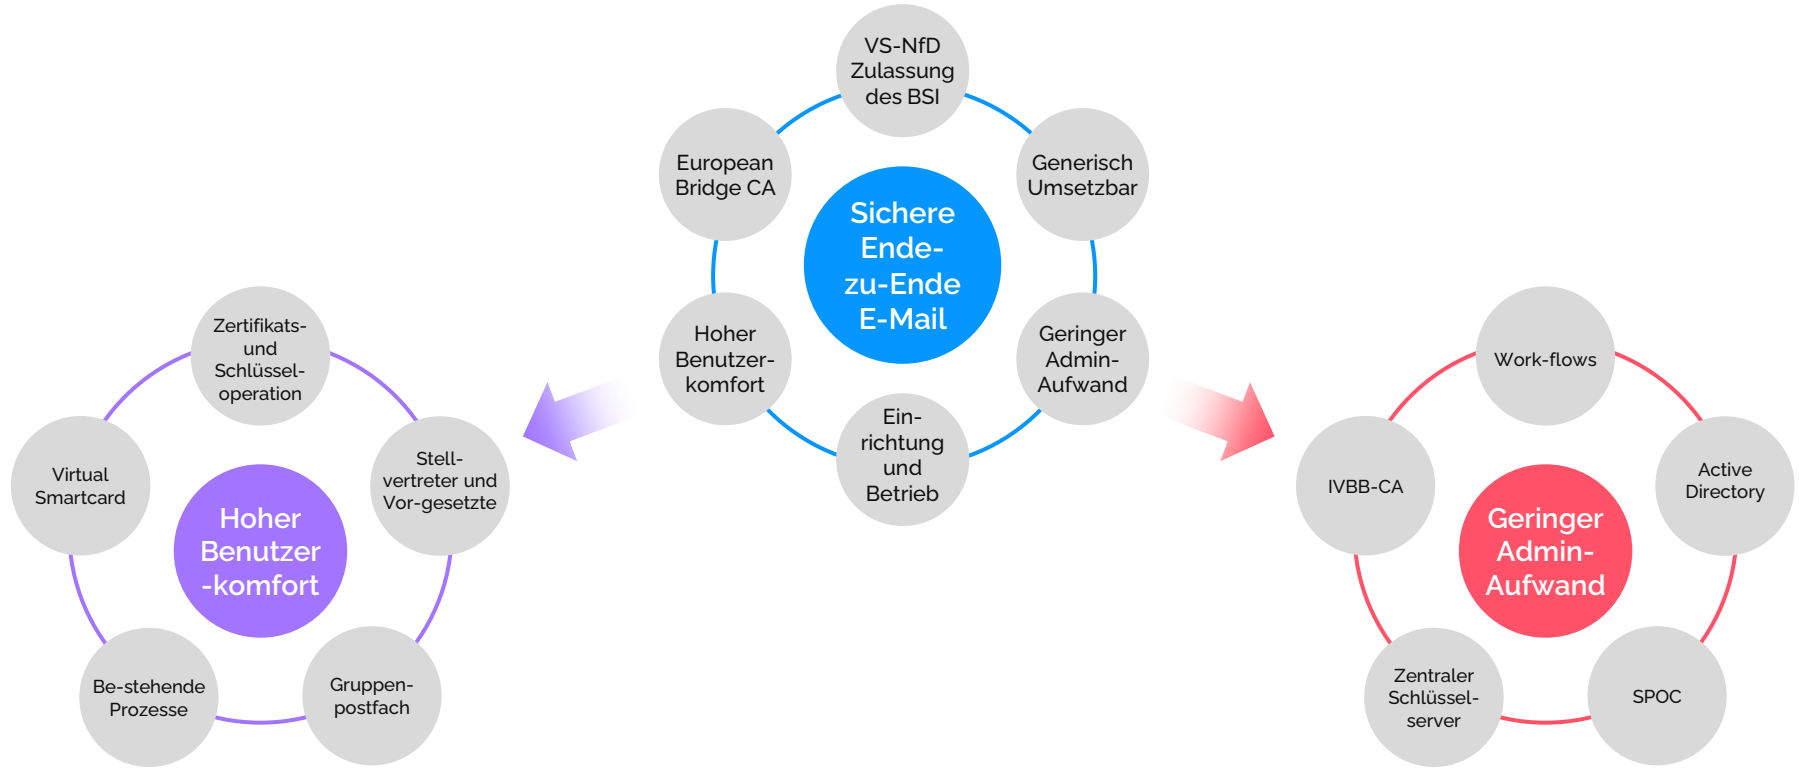 VS-NfD
Zulassung
des BSI
European
Bridge CA
Generisch
Umsetzbar
Sichere
Ende-
zu-Ende
E-Mail
Hoher
Benutzer-
komfort
Geringer
Admin-
Aufwand
Ein-
richtung
und
Betrieb
Zertifikats-
und
Schlüssel-
operation
Virtual
Smartcard
Stell-
vertreter und
Vor-gesetzte
Hoher
Benutzer
-komfort
Be-stehende
Prozesse
Gruppen-
postfach
Work-flows
IVBB-CA
Active
Directory
Geringer
Admin-
Aufwand
Zentraler
Schlüssel-
server
SPOC